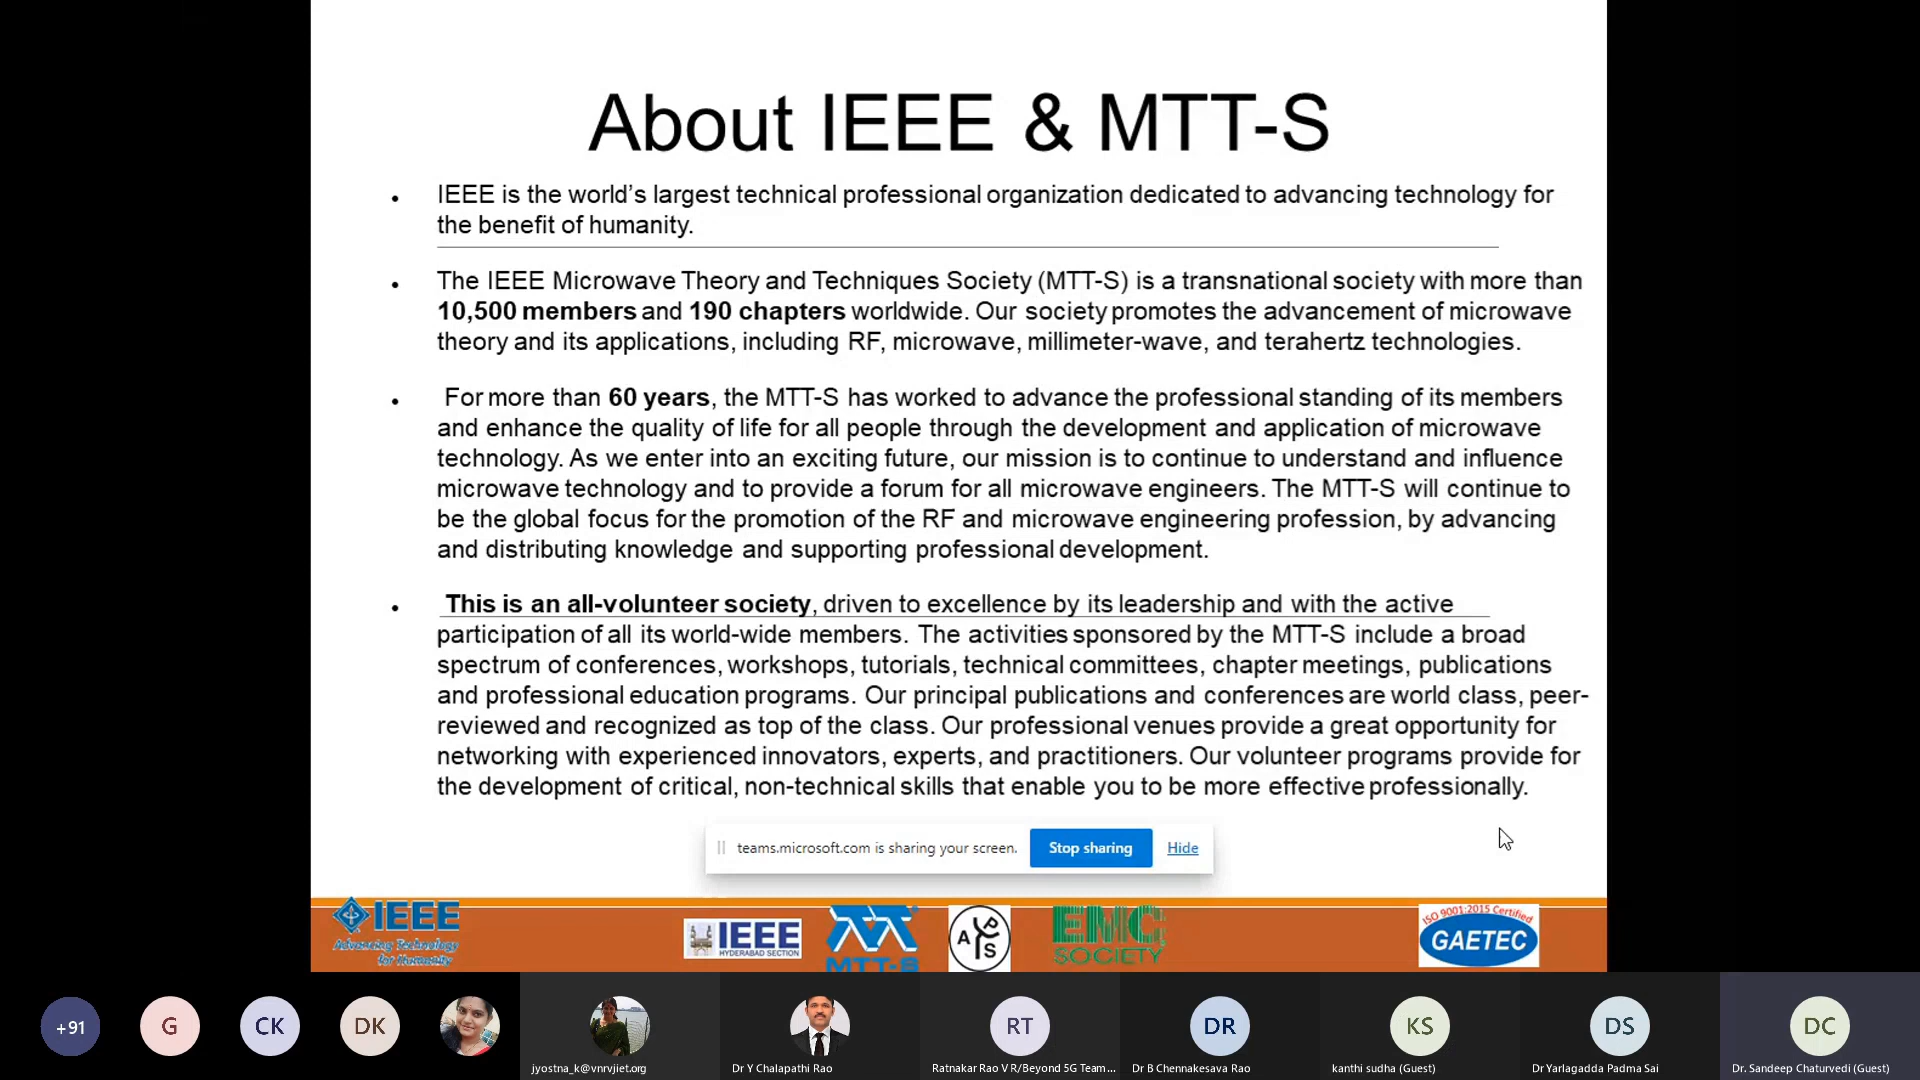 About IEEE & MTT-S
• IEEE is the world’s largest technical professional organization dedicated to advancing technology for
the benefit of humanity.
• The IEEE Microwave Theory and Techniques Society (MTT-S) is a transnational society with more than
10,500 members and 190 chapters worldwide. Our society promotes the advancement of microwave
theory and its applications, including RF, microwave, millimeter-wave, and terahertz technologies.
• For more than 60 years, the MTT-S has worked to advance the professional standing of its members
and enhance the quality of life for all people through the development and application of microwave
technology. As we enter into an exciting future, our mission is to continue to understand and influence
microwave technology and to provide a forum for all microwave engineers. The MTT-S will continue to
be the global focus for the promotion of the RF and microwave engineering profession, by advancing
and distributing knowledge and supporting professional development.
• This is an all-volunteer society, driven to excellence by its leadership and with the active
participation of all its world-wide members. The activities sponsored by the MTT-S include a broad
spectrum of conferences, workshops, tutorials, technical committees, chapter meetings, publications
and professional education programs. Our principal publications and conferences are world class, peer-
reviewed and recognized as top of the class. Our professional venues provide a great opportunity for
networking with experienced innovators, experts, and practitioners. Our volunteer programs provide for
the development of critical, non-technical skills that enable you to be more effective professionally.
teams.microsoft.com is sharing your screen. Stop sharing Hide
IEEE
Advancing Technology
for Humanity
IEEE
HYDERABAD SECTION
MTT-S
A P S
EMC
SOCIETY
ISO 9001:2015 Certified
GAETEC
+91 G CK DK RT DR KS DS DC
jyostna_k@vnrvjiet.org Dr Y Chalapathi Rao Ratnakar Rao V R/Beyond 5G Team... Dr B Chennakesava Rao kanthi sudha (Guest) Dr Yarlagadda Padma Sai Dr. Sandeep Chaturvedi (Guest)